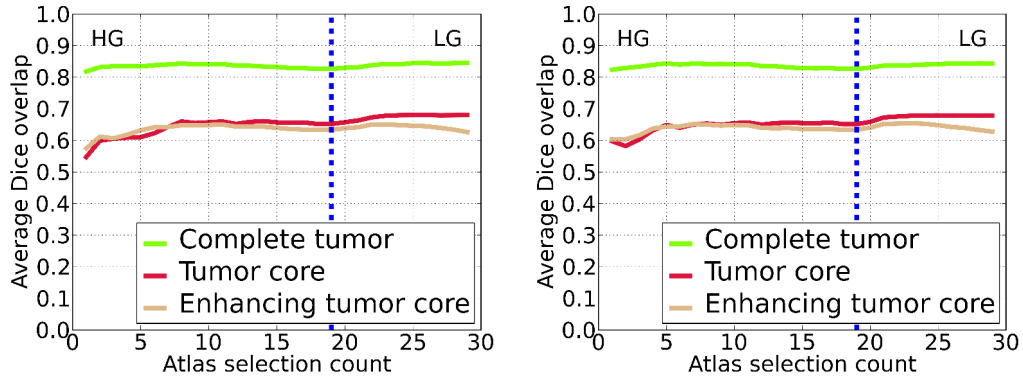 1.0
0.9
0.8
0.7
0.6
0.5
0.4
0.3
0.2
0.1
0.0
Average Dice overlap
HG LG
Complete tumor
Tumor core
Enhancing tumor core
0 5 10 15 20 25 30
Atlas selection count
1.0
0.9
0.8
0.7
0.6
0.5
0.4
0.3
0.2
0.1
0.0
Average Dice overlap
HG LG
Complete tumor
Tumor core
Enhancing tumor core
0 5 10 15 20 25 30
Atlas selection count